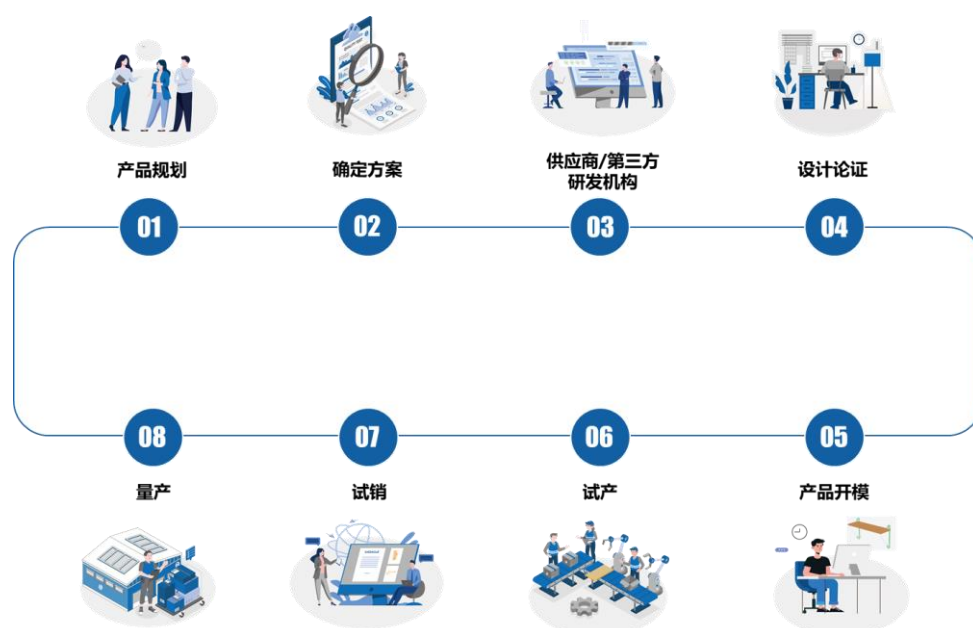 产品规划
确定方案
供应商/第三方
研发机构
设计论证
01
02
03
04
08
07
06
05
量产
试销
试产
产品开模